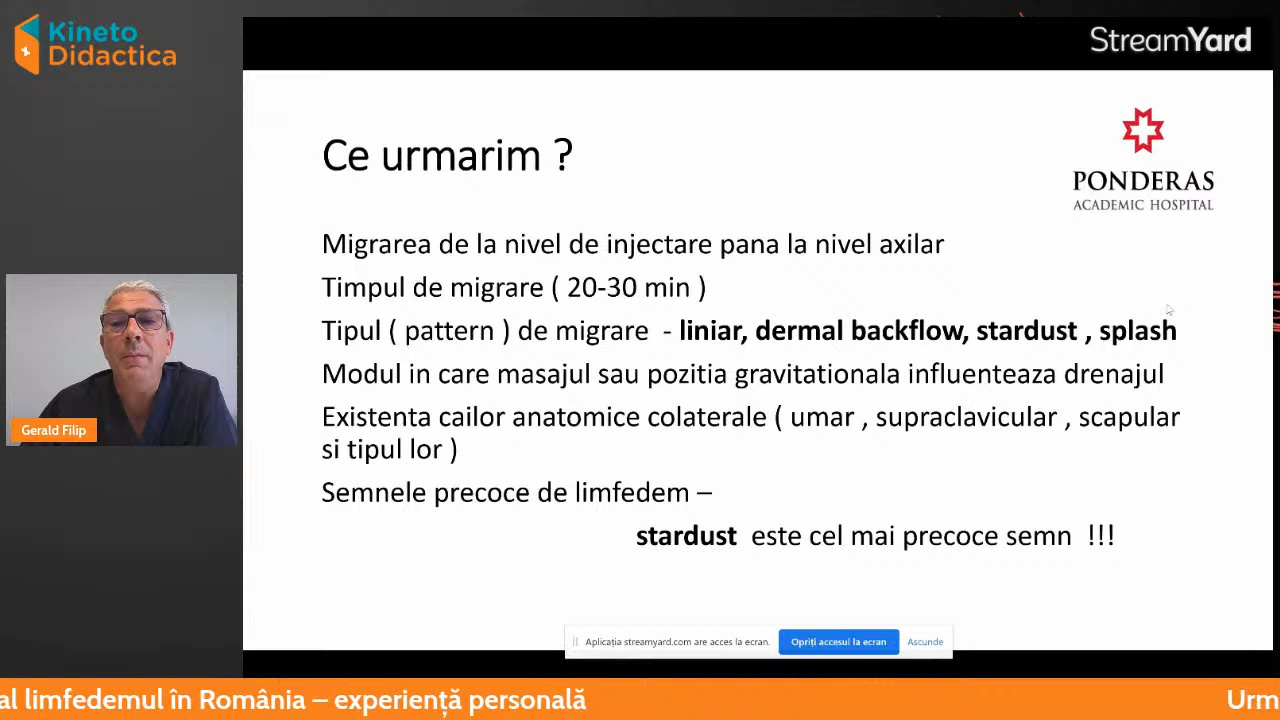 Kineto
Didactica
StreamYard
Ce urmarim ?
PONDERAS
ACADEMIC HOSPITAL
Migrarea de la nivel de injectare pana la nivel axilar
Timpul de migrare ( 20-30 min )
Tipul ( pattern ) de migrare - liniar, dermal backflow, stardust , splash
Modul in care masajul sau pozitia gravitationala influenteaza drenajul
Existenta cailor anatomice colaterale ( umar , supraclavicular , scapular
si tipul lor )
Semnele precoce de limfedem –
stardust este cel mai precoce semn !!!
Gerald Filip
Aplicația streamyard.com are acces la ecran.
Opriți accesul la ecran
Ascunde
al limfedemul în România – experiență personală
Urm